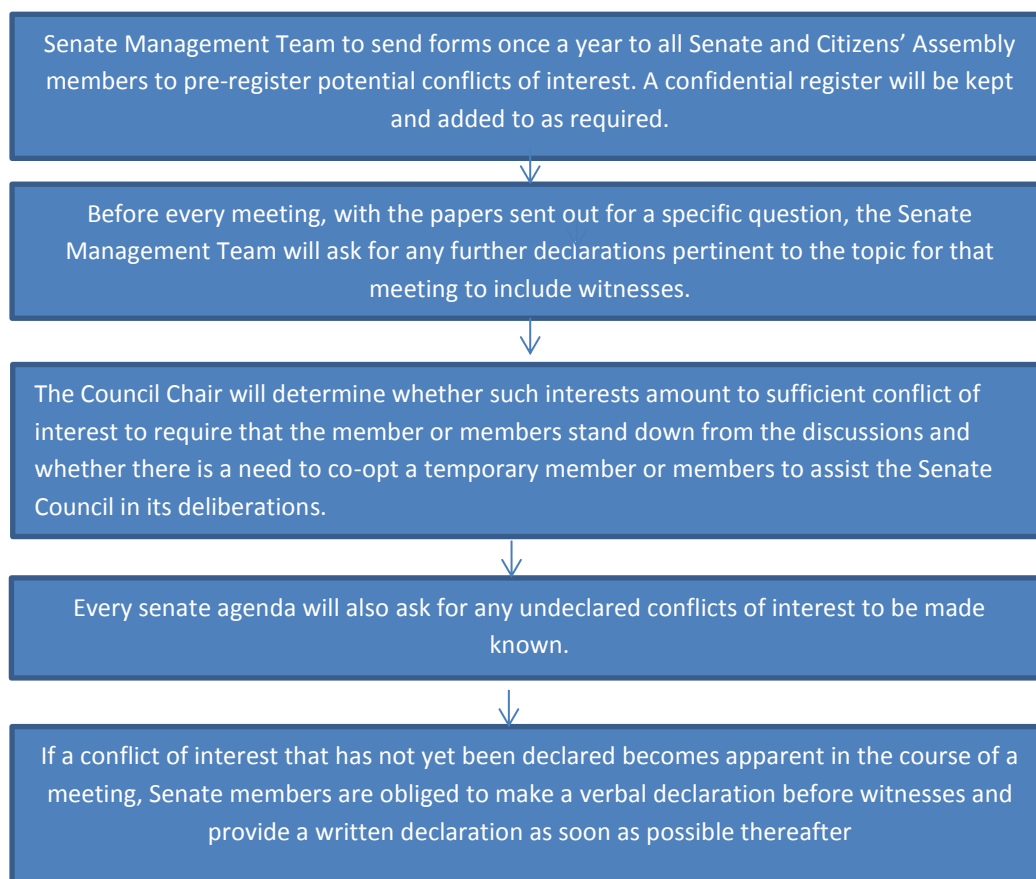 Senate Management Team to send forms once a year to all Senate and Citizens’ Assembly
members to pre-register potential conflicts of interest. A confidential register will be kept
and added to as required.
Before every meeting, with the papers sent out for a specific question, the Senate
Management Team will ask for any further declarations pertinent to the topic for that
meeting to include witnesses.
The Council Chair will determine whether such interests amount to sufficient conflict of
interest to require that the member or members stand down from the discussions and
whether there is a need to co-opt a temporary member or members to assist the Senate
Council in its deliberations.
Every senate agenda will also ask for any undeclared conflicts of interest to be made
known.
If a conflict of interest that has not yet been declared becomes apparent in the course of a
meeting, Senate members are obliged to make a verbal declaration before witnesses and
provide a written declaration as soon as possible thereafter